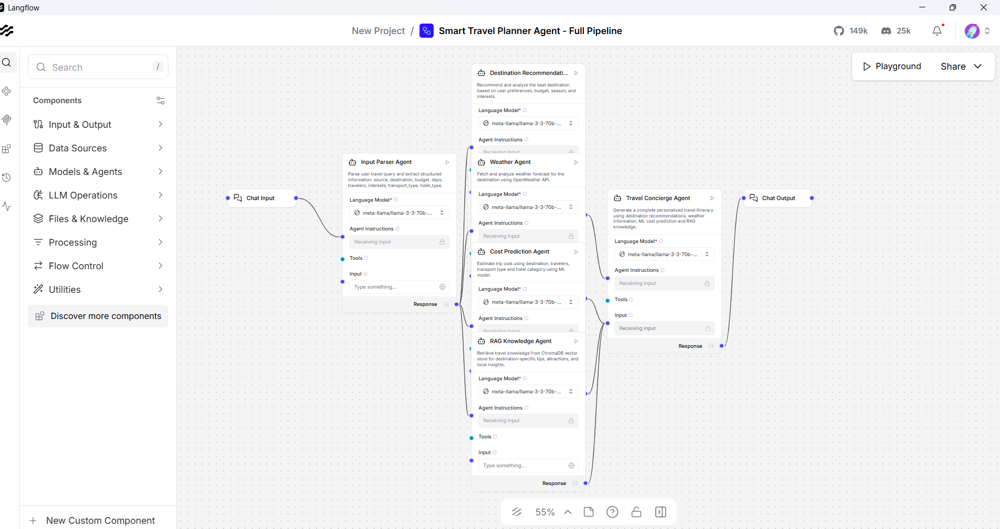 Langflow
New Project / Smart Travel Planner Agent - Full Pipeline
149k
25k
Search
/
Components
Input & Output
Data Sources
Models & Agents
LLM Operations
Files & Knowledge
Processing
Flow Control
Utilities
Discover more components
New Custom Component
Playground
Share
Chat Input
Input Parser Agent
Parse user travel query and extract structured
information: source, destination, budget, days,
travelers, interests, transport_type, hotel_type.
Language Model*
meta-llama/llama-3-3-70b-...
Agent Instructions
Receiving input
Tools
Input
Type something...
Response
Destination Recommendati...
Recommend and analyze the best destination
based on user preferences, budget, season, and
interests.
Language Model*
meta-llama/llama-3-3-70b-...
Agent Instructions
Receiving input
Weather Agent
Fetch and analyze weather forecast for the
destination using OpenWeather API.
Language Model*
meta-llama/llama-3-3-70b-...
Agent Instructions
Receiving input
Cost Prediction Agent
Estimate trip cost using destination, travelers,
transport type and hotel category using ML
model.
Language Model*
meta-llama/llama-3-3-70b-...
Agent Instructions
Receiving input
RAG Knowledge Agent
Retrieve travel knowledge from ChromaDB vector
store for destination-specific tips, attractions, and
local insights.
Language Model*
meta-llama/llama-3-3-70b-...
Agent Instructions
Receiving input
Tools
Input
Type something...
Response
Travel Concierge Agent
Generate a complete personalized travel itinerary
using destination recommendations, weather
information, ML cost prediction and RAG
knowledge.
Language Model*
meta-llama/llama-3-3-70b-...
Agent Instructions
Receiving input
Tools
Input
Receiving input
Response
Chat Output
55%